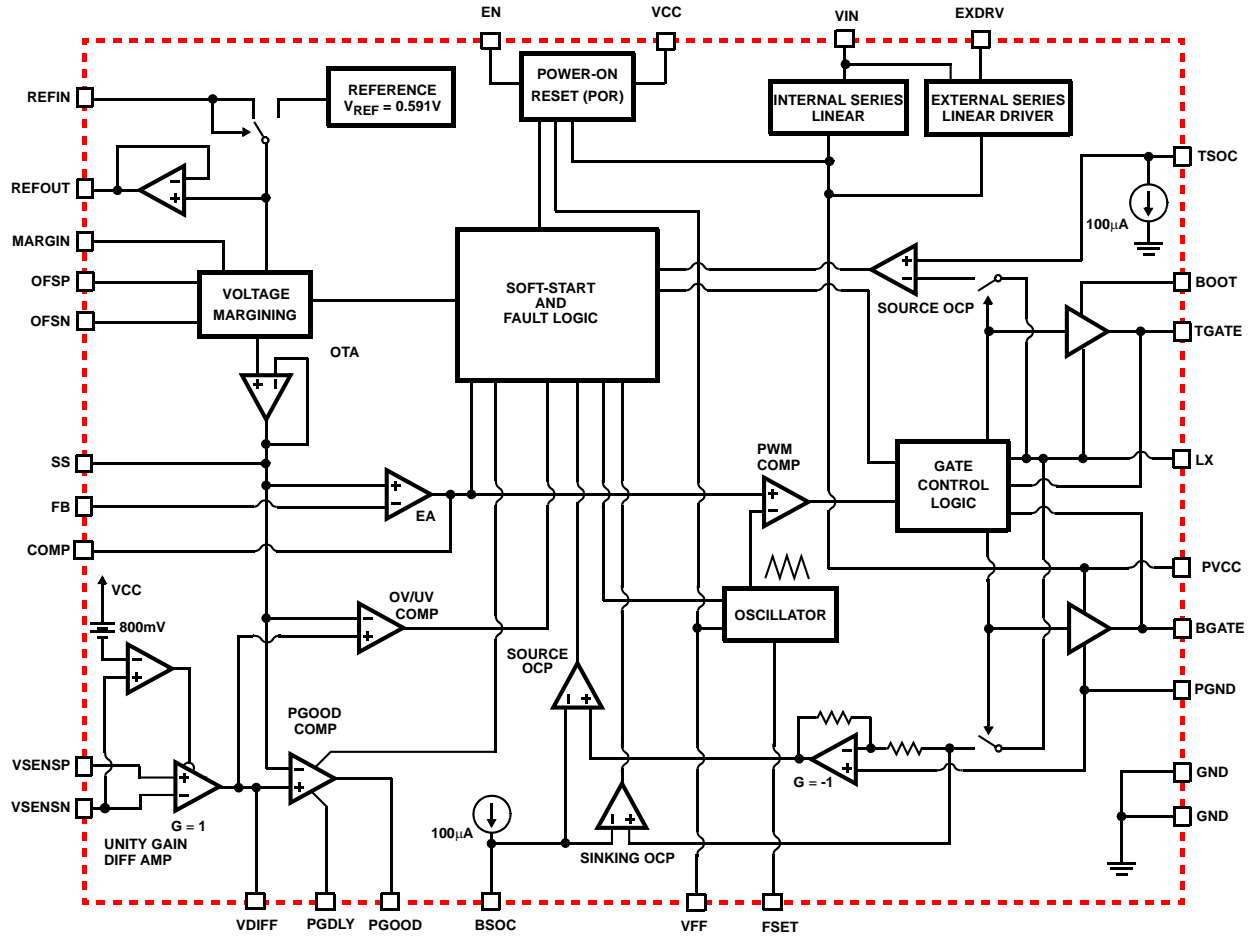 EN
VCC
VIN
EXDRV
REFIN
REFERENCE
VREF = 0.591V
POWER-ON
RESET (POR)
INTERNAL SERIES
LINEAR
EXTERNAL SERIES
LINEAR DRIVER
TSOC
REFOUT
100µA
MARGIN
OFSP
OFSN
VOLTAGE
MARGINING
SOFT-START
AND
FAULT LOGIC
SOURCE OCP
BOOT
TGATE
OTA
SS
FB
COMP
EA
PWM
COMP
GATE
CONTROL
LOGIC
LX
PVCC
VCC
800mV
OV/UV
COMP
OSCILLATOR
BGATE
SOURCE
OCP
PGND
PGOOD
COMP
VSENSP
VSENSN
G = 1
UNITY GAIN
DIFF AMP
G = -1
100µA
SINKING OCP
GND
GND
VDIFF
PGDLY
PGOOD
BSOC
VFF
FSET